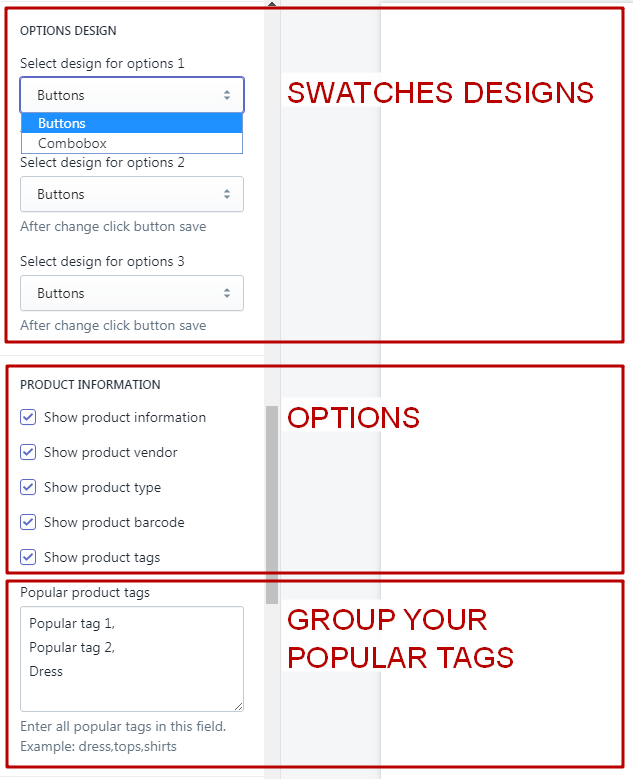 OPTIONS DESIGN
Select design for options 1
Buttons
SWATCHES DESIGNS
Buttons
Combobox
Select design for options 2
Buttons
After change click button save
Select design for options 3
Buttons
After change click button save
PRODUCT INFORMATION
Show product information
OPTIONS
Show product vendor
Show product type
Show product barcode
Show product tags
Popular product tags
Popular tag 1,
Popular tag 2,
Dress
GROUP YOUR
POPULAR TAGS
Enter all popular tags in this field.
Example: dress,tops,shirts